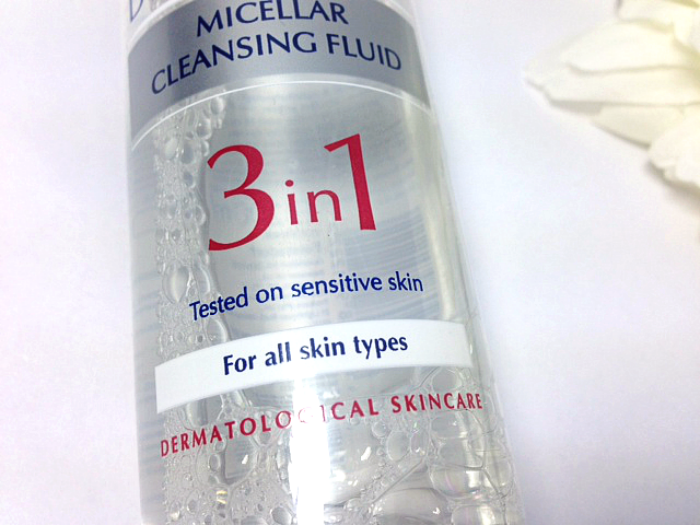 MICELLAR
CLEANSING FLUID
3in1
Tested on sensitive skin
For all skin types
DERMATOLOGICAL SKINCARE